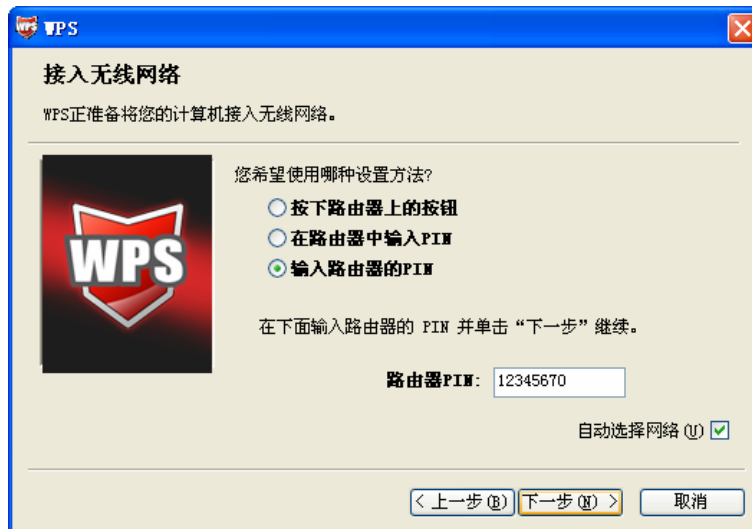 WPS
接入无线网络
WPS正准备将您的计算机接入无线网络。
WPS
您希望使用哪种设置方法?
按下路由器上的按钮
在路由器中输入PIN
输入路由器的PIN
在下面输入路由器的 PIN 并单击“下一步”继续。
路由器PIN: 12345670
自动选择网络(U)
< 上一步(B) 下一步(N) > 取消